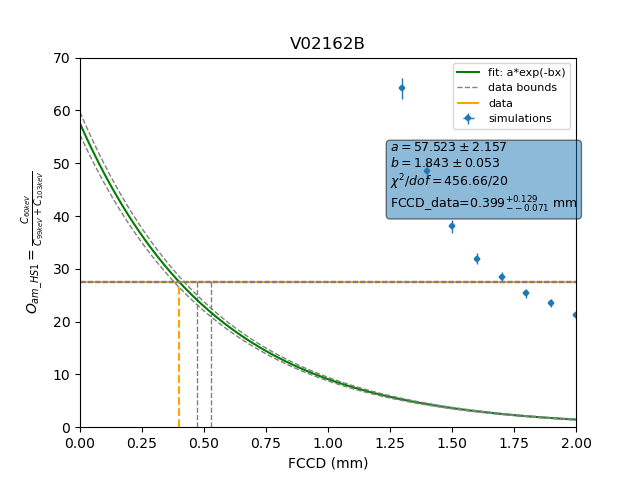 V02162B
70
60
50
40
30
20
10
0
O_am_HS1 = C_60keV / C_99keV + C_103keV
fit: a*exp(-bx)
data bounds
data
simulations
a = 57.523 ± 2.157
b = 1.843 ± 0.053
χ²/dof = 456.66/20
FCCD_data=0.399 +0.129 --0.071 mm
0.00 0.25 0.50 0.75 1.00 1.25 1.50 1.75 2.00
FCCD (mm)